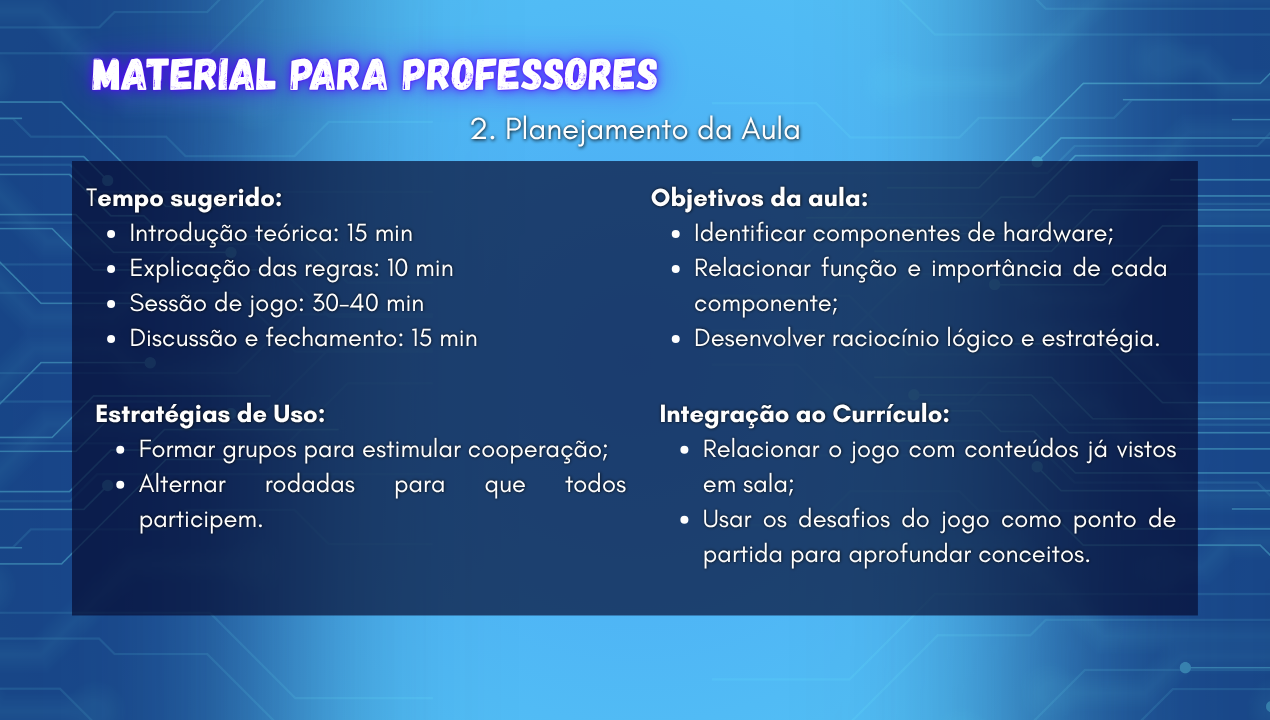 MATERIAL PARA PROFESSORES
2. Planejamento da Aula
Tempo sugerido:
• Introdução teórica: 15 min
• Explicação das regras: 10 min
• Sessão de jogo: 30–40 min
• Discussão e fechamento: 15 min
Objetivos da aula:
• Identificar componentes de hardware;
• Relacionar função e importância de cada
componente;
• Desenvolver raciocínio lógico e estratégia.
Estratégias de Uso:
• Formar grupos para estimular cooperação;
• Alternar rodadas para que todos
participem.
Integração ao Currículo:
• Relacionar o jogo com conteúdos já vistos
em sala;
• Usar os desafios do jogo como ponto de
partida para aprofundar conceitos.